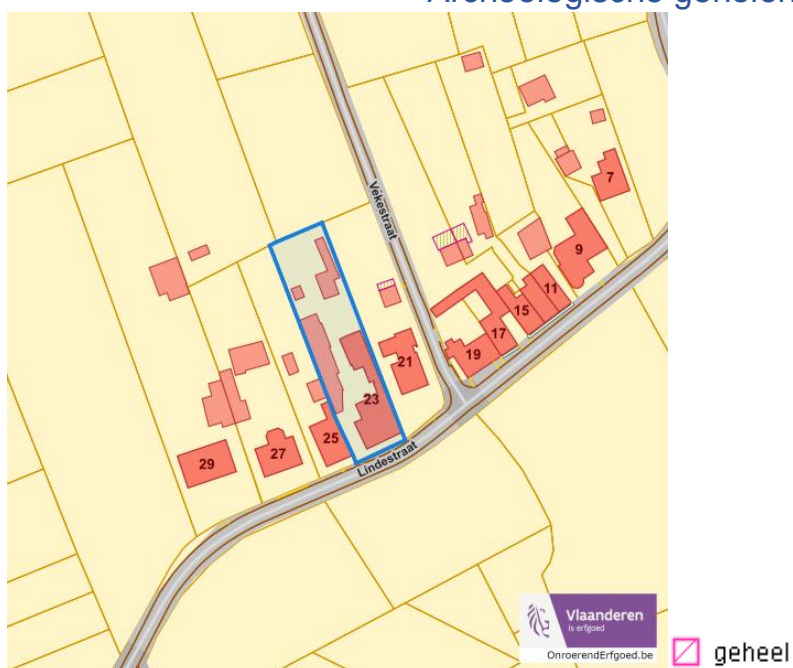 Archeologische geheelen
Vekestraat
7
9
11
15
17
19
21
23
25
27
29
Lindestraat
Vlaanderen
is erfgoed
OnroerendErfgoed.be
geheel